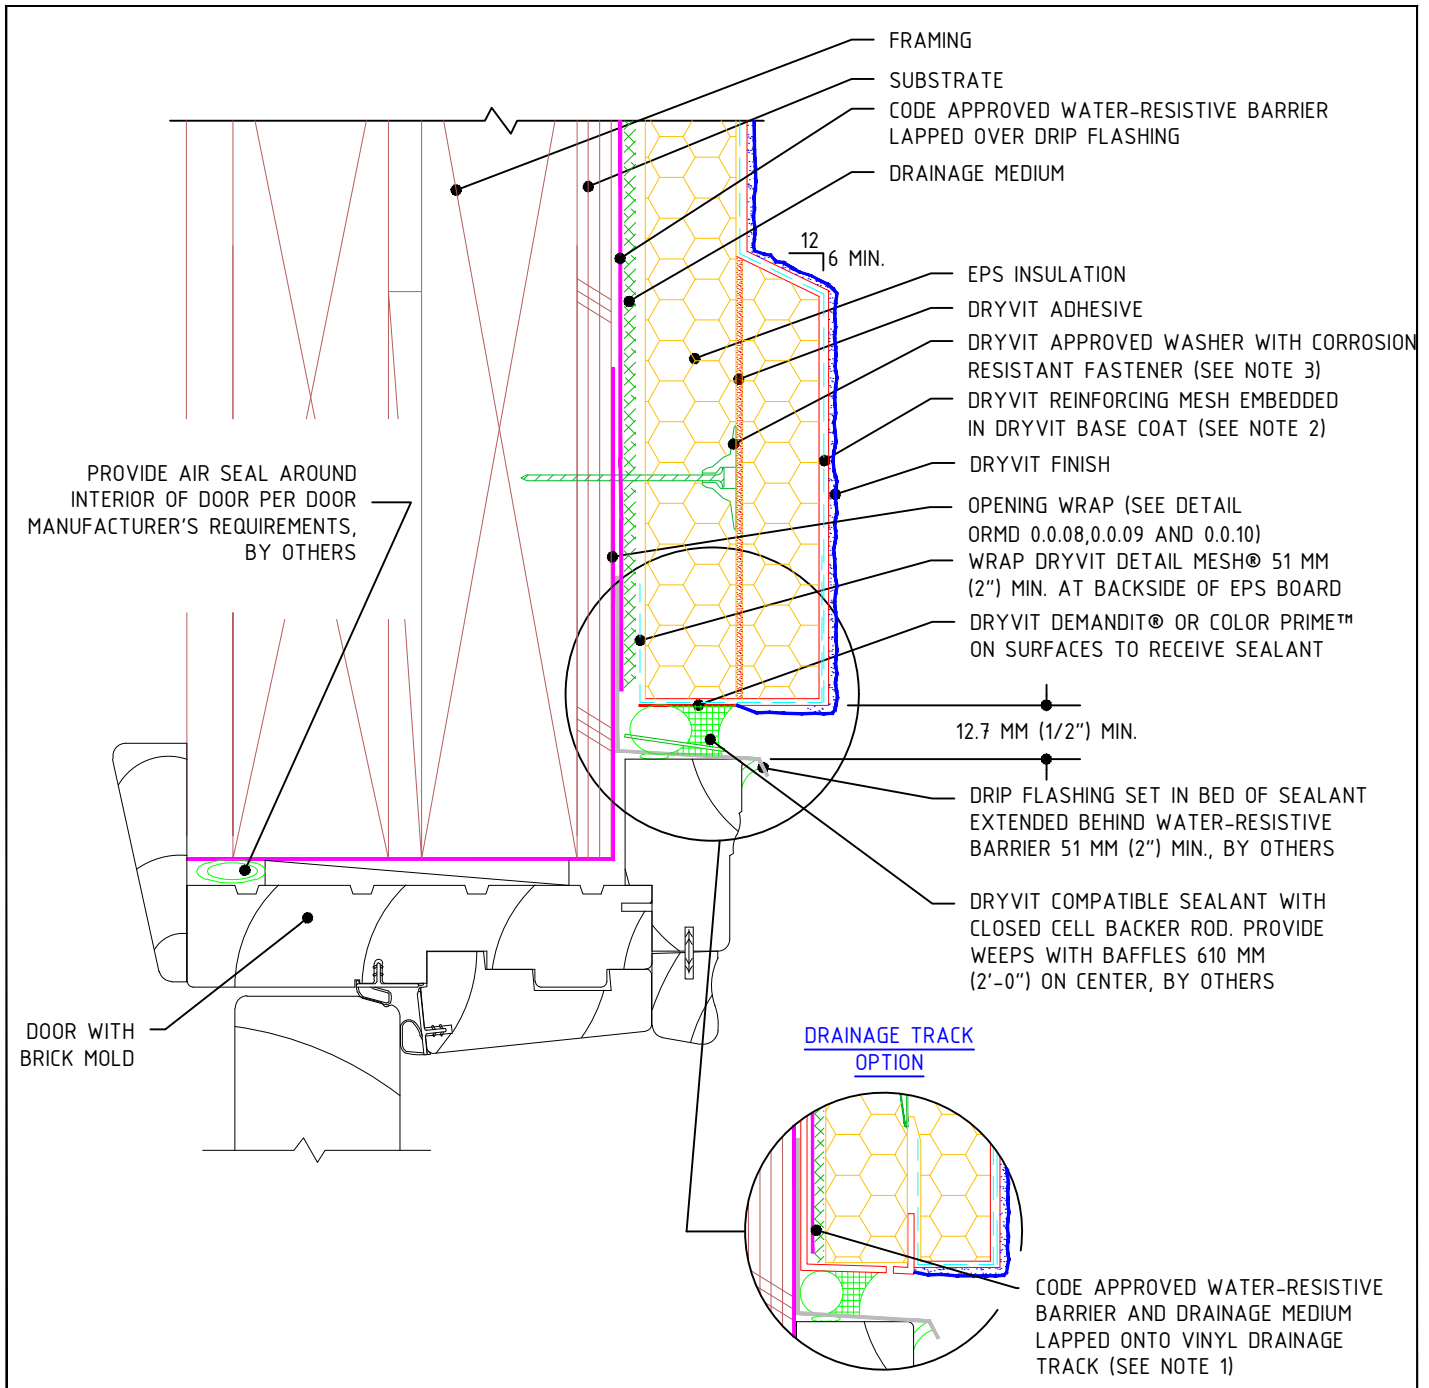 FRAMING
SUBSTRATE
CODE APPROVED WATER-RESISTIVE BARRIER
LAPPED OVER DRIP FLASHING
DRAINAGE MEDIUM
12
6 MIN.
EPS INSULATION
DRYVIT ADHESIVE
DRYVIT APPROVED WASHER WITH CORROSION
RESISTANT FASTENER (SEE NOTE 3)
DRYVIT REINFORCING MESH EMBEDDED
IN DRYVIT BASE COAT (SEE NOTE 2)
DRYVIT FINISH
OPENING WRAP (SEE DETAIL
ORMD 0.0.08,0.0.09 AND 0.0.10)
WRAP DRYVIT DETAIL MESH® 51 MM
(2") MIN. AT BACKSIDE OF EPS BOARD
DRYVIT DEMANDIT® OR COLOR PRIME™
ON SURFACES TO RECEIVE SEALANT
12.7 MM (1/2") MIN.
DRIP FLASHING SET IN BED OF SEALANT
EXTENDED BEHIND WATER-RESISTIVE
BARRIER 51 MM (2") MIN., BY OTHERS
DRYVIT COMPATIBLE SEALANT WITH
CLOSED CELL BACKER ROD. PROVIDE
WEEPS WITH BAFFLES 610 MM
(2'-0") ON CENTER, BY OTHERS
PROVIDE AIR SEAL AROUND
INTERIOR OF DOOR PER DOOR
MANUFACTURER'S REQUIREMENTS,
BY OTHERS
DOOR WITH
BRICK MOLD
DRAINAGE TRACK
OPTION
CODE APPROVED WATER-RESISTIVE
BARRIER AND DRAINAGE MEDIUM
LAPPED ONTO VINYL DRAINAGE
TRACK (SEE NOTE 1)